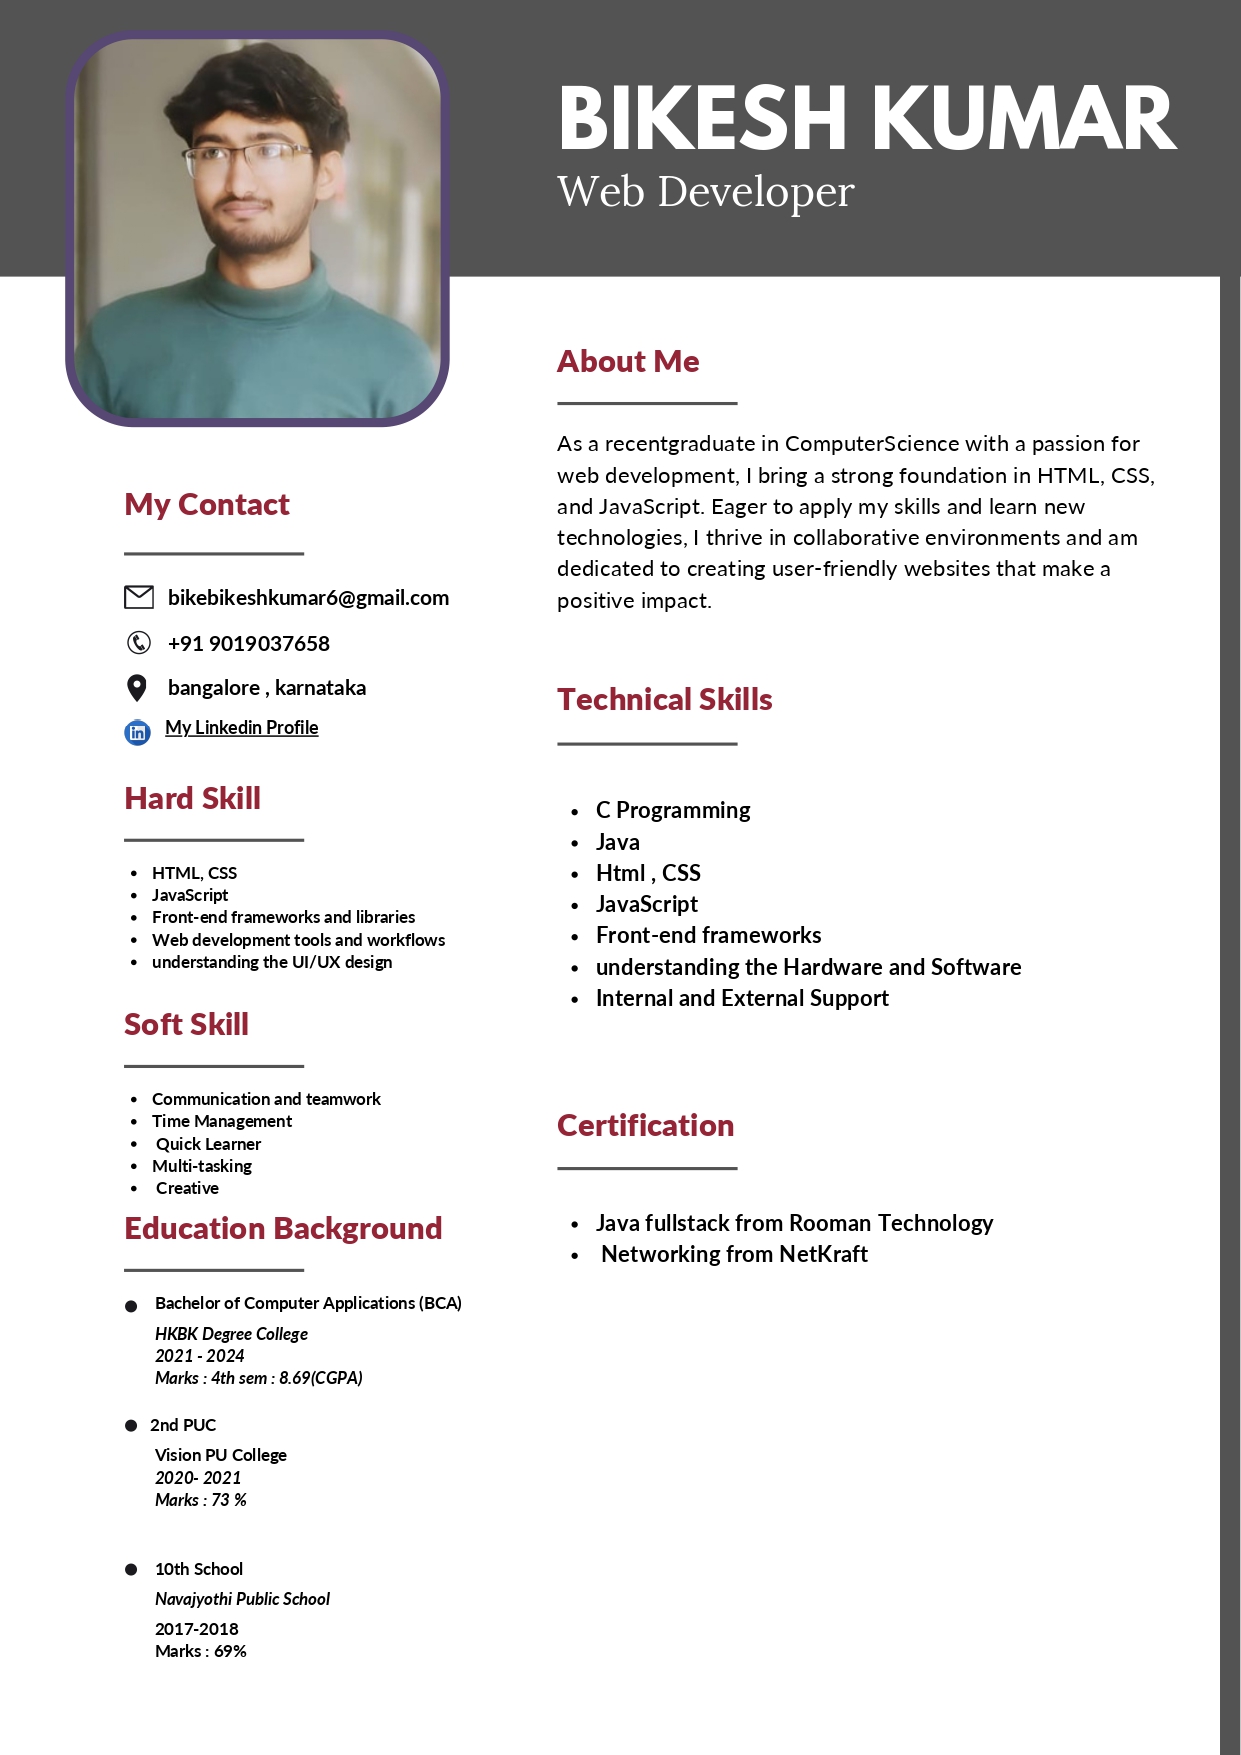 BIKESH KUMAR
Web Developer
My Contact
bikebikeshkumar6@gmail.com
+91 9019037658
bangalore , karnataka
My Linkedin Profile
Hard Skill
• HTML, CSS
• JavaScript
• Front-end frameworks and libraries
• Web development tools and workflows
• understanding the UI/UX design
Soft Skill
• Communication and teamwork
• Time Management
• Quick Learner
• Multi-tasking
• Creative
Education Background
• Bachelor of Computer Applications (BCA)
HKBK Degree College
2021 - 2024
Marks : 4th sem : 8.69(CGPA)
• 2nd PUC
Vision PU College
2020- 2021
Marks : 73 %
• 10th School
Navajyothi Public School
2017-2018
Marks : 69%
About Me
As a recentgraduate in ComputerScience with a passion for
web development, I bring a strong foundation in HTML, CSS,
and JavaScript. Eager to apply my skills and learn new
technologies, I thrive in collaborative environments and am
dedicated to creating user-friendly websites that make a
positive impact.
Technical Skills
• C Programming
• Java
• Html , CSS
• JavaScript
• Front-end frameworks
• understanding the Hardware and Software
• Internal and External Support
Certification
• Java fullstack from Rooman Technology
• Networking from NetKraft